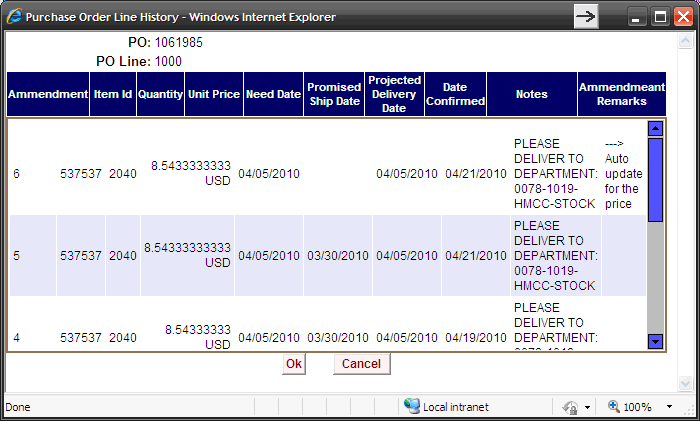 Purchase Order Line History - Windows Internet Explorer
PO: 1061985
PO Line: 1000
Ammendment Item Id Quantity Unit Price Need Date Promised Ship Date Projected Delivery Date Date Confirmed Notes Ammendmeant Remarks
6 537537 2040 8.5433333333 USD 04/05/2010 04/05/2010 04/21/2010
PLEASE
DELIVER TO
DEPARTMENT:
0078-1019-
HMCC-STOCK
--->
Auto
update
for the
price
5 537537 2040 8.54333333333 USD 04/05/2010 03/30/2010 04/05/2010 04/21/2010
PLEASE
DELIVER TO
DEPARTMENT:
0078-1019-
HMCC-STOCK
4 537537 2040 8.54333333 USD 04/05/2010 03/30/2010 04/05/2010 04/19/2010
PLEASE
DELIVER TO
DEPARTMENT:
0078-1019-
Ok Cancel
Done Local intranet 100%